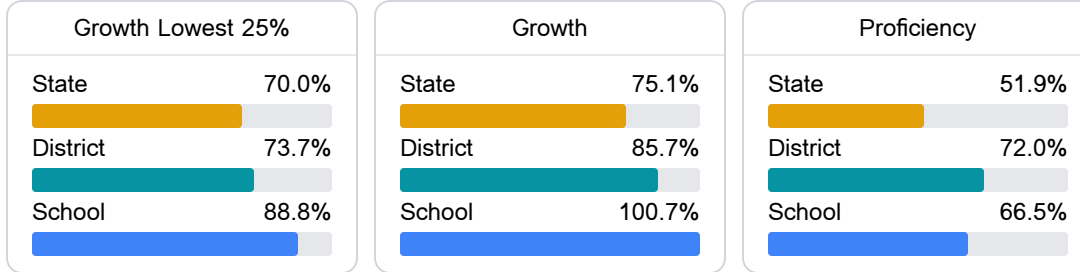 Growth Lowest 25%
State 70.0%
District 73.7%
School 88.8%
Growth
State 75.1%
District 85.7%
School 100.7%
Proficiency
State 51.9%
District 72.0%
School 66.5%